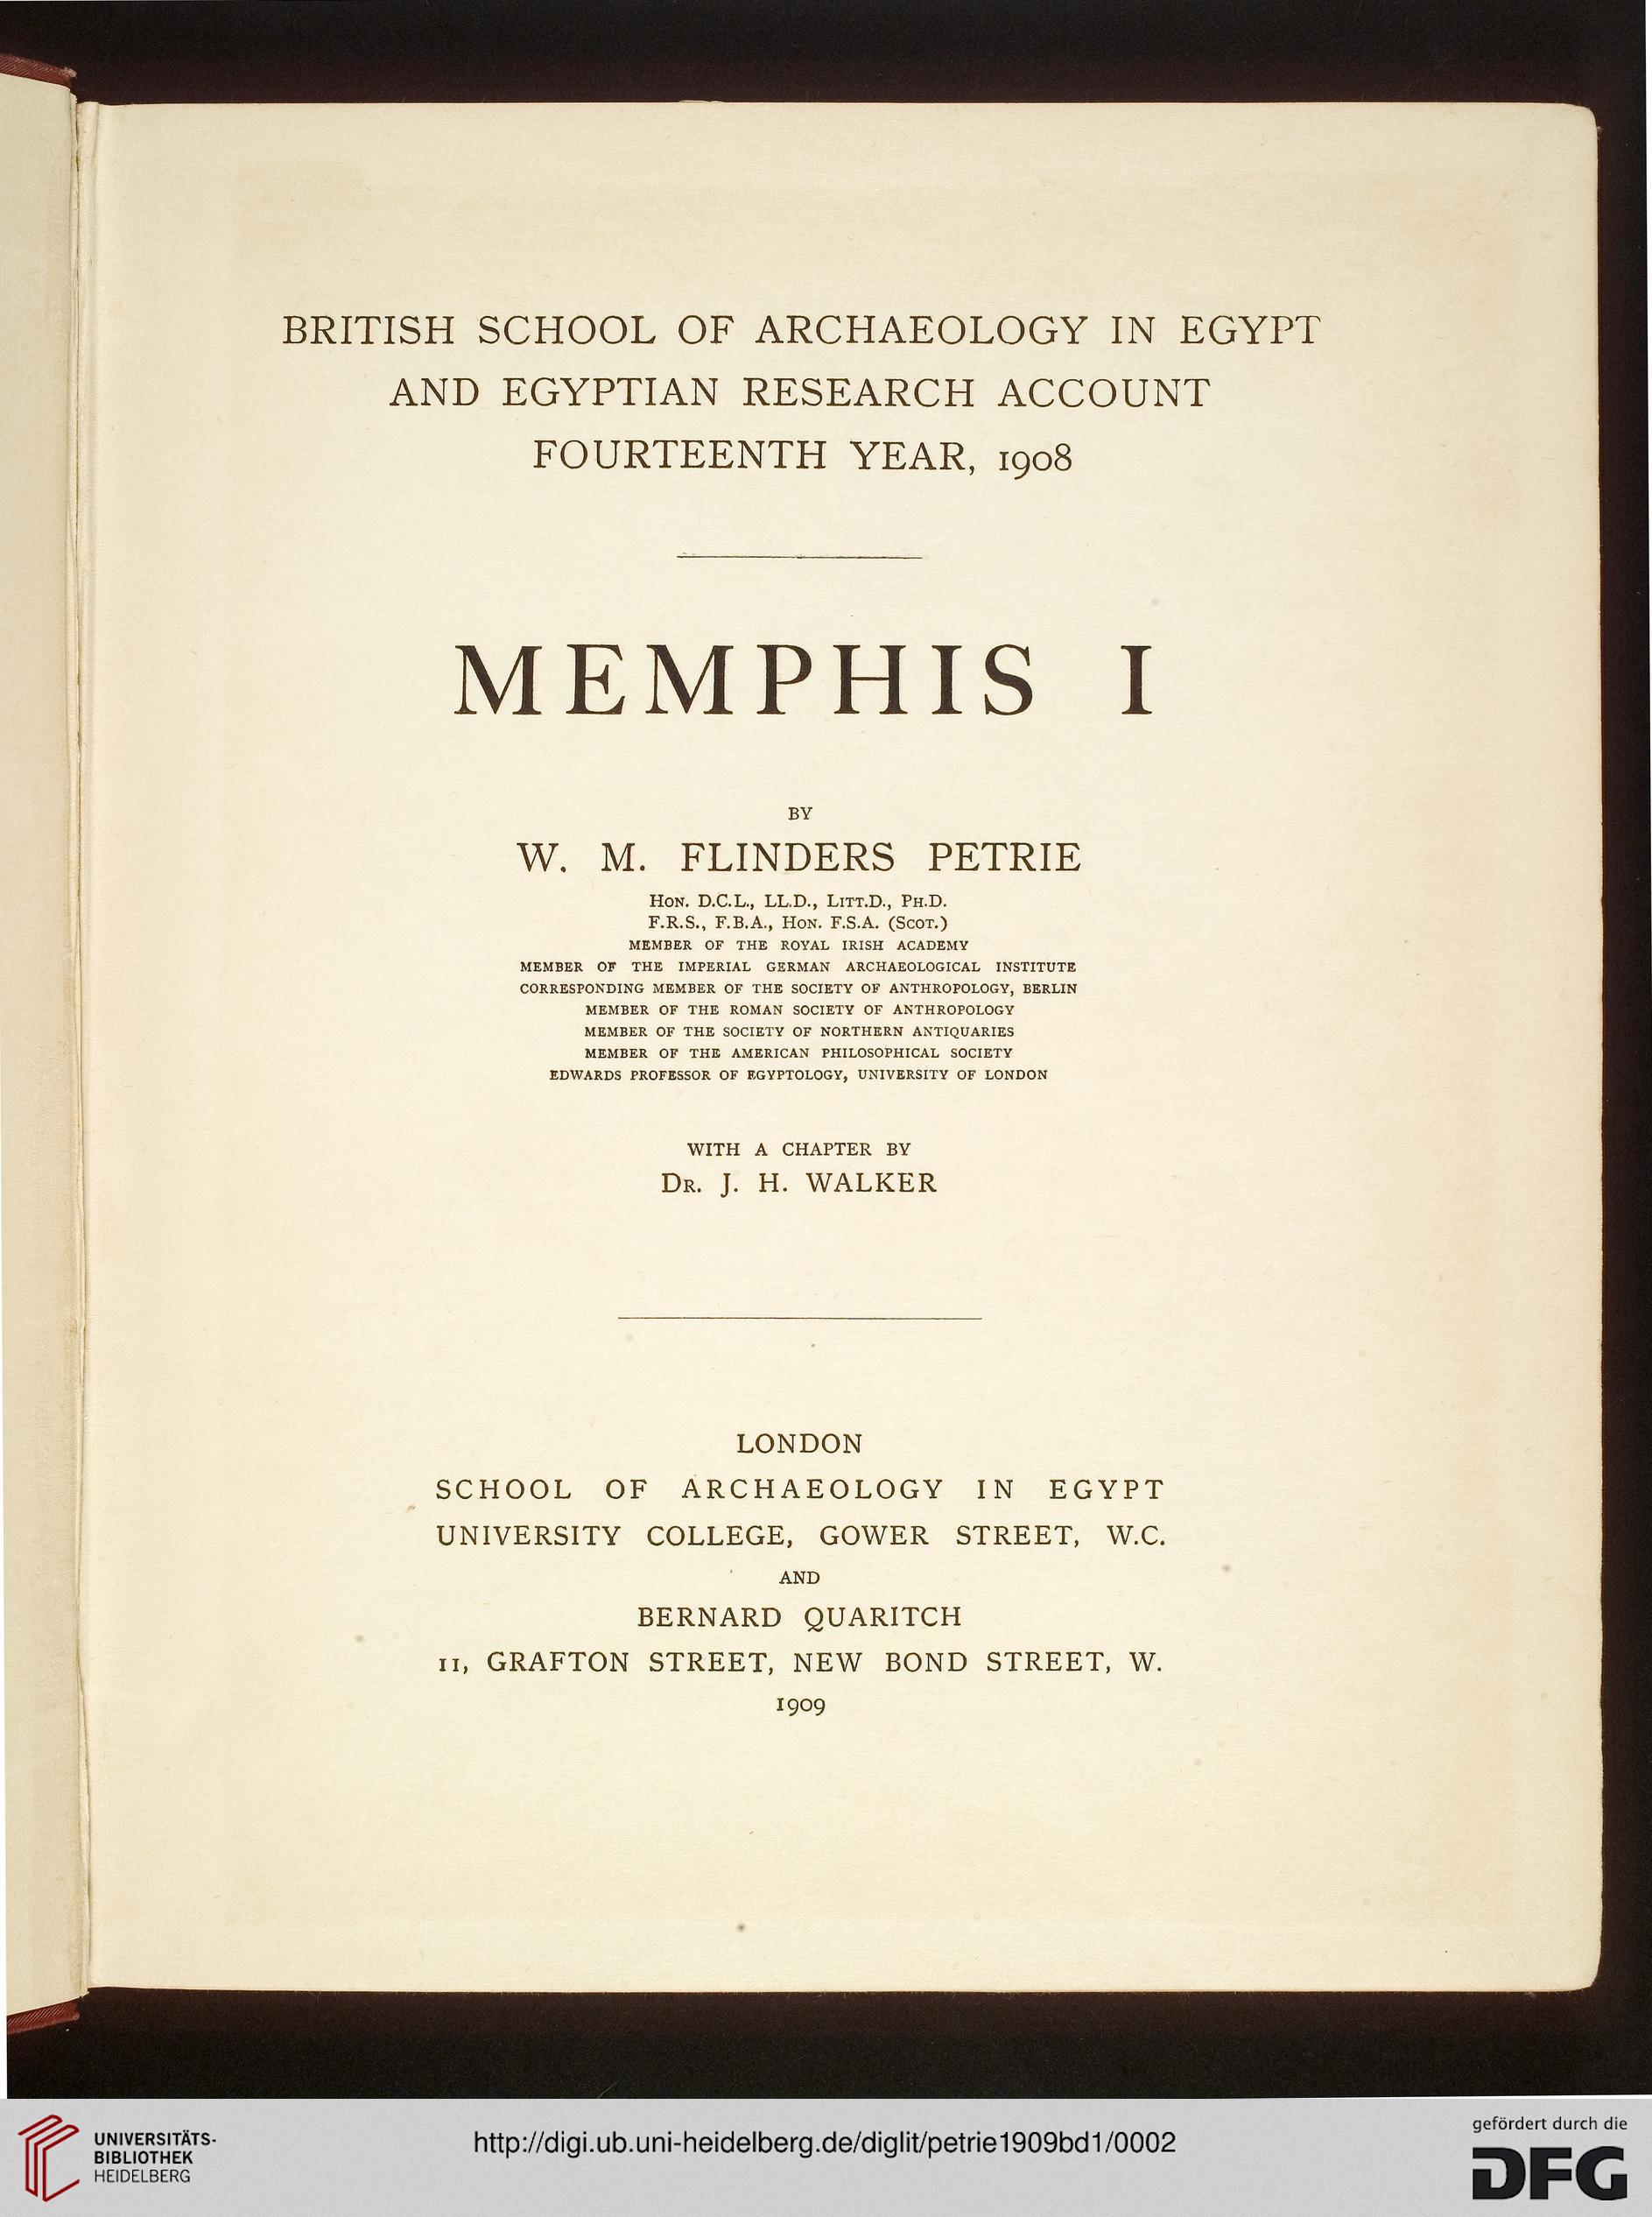 BRITISH SCHOOL OF ARCHAEOLOGY IN EGYPT
AND EGYPTIAN RESEARCH ACCOUNT
FOURTEENTH YEAR, 1908
MEMPHIS I
BY
W. M. FLINDERS PETRIE
HON. D.C.L., LL.D., LITT.D., PH.D.
F.R.S., F.B.A., HON. F.S.A. (SCOT.)
MEMBER OF THE ROYAL IRISH ACADEMY
MEMBER OF THE IMPERIAL GERMAN ARCHAEOLOGICAL INSTITUTE
CORRESPONDING MEMBER OF THE SOCIETY OF ANTHROPOLOGY, BERLIN
MEMBER OF THE ROMAN SOCIETY OF ANTHROPOLOGY
MEMBER OF THE SOCIETY OF NORTHERN ANTIQUARIES
MEMBER OF THE AMERICAN PHILOSOPHICAL SOCIETY
EDWARDS PROFESSOR OF EGYPTOLOGY, UNIVERSITY OF LONDON
WITH A CHAPTER BY
DR. J. H. WALKER
LONDON
SCHOOL OF ARCHAEOLOGY IN EGYPT
UNIVERSITY COLLEGE, GOWER STREET, W.C.
AND
BERNARD QUARITCH
11, GRAFTON STREET, NEW BOND STREET, W.
1909
UNIVERSITÄTS-
BIBLIOTHEK
HEIDELBERG
http://digi.ub.uni-heidelberg.de/diglit/petrie1909bd1/0002
gefördert durch die
DFG